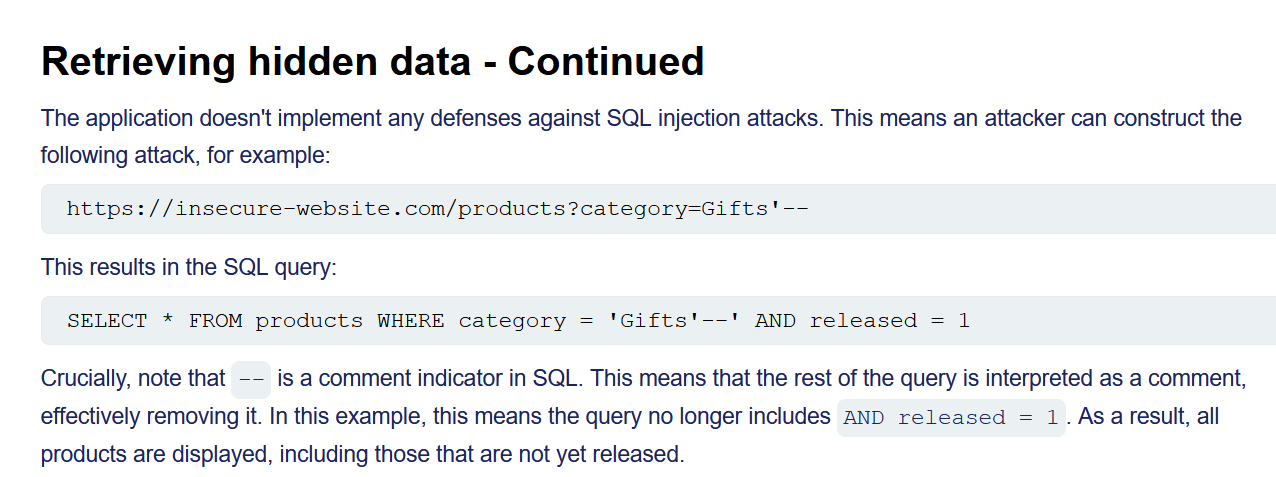 Retrieving hidden data - Continued
The application doesn't implement any defenses against SQL injection attacks. This means an attacker can construct the
following attack, for example:
https://insecure-website.com/products?category=Gifts'--
This results in the SQL query:
SELECT * FROM products WHERE category = 'Gifts'--' AND released = 1
Crucially, note that -- is a comment indicator in SQL. This means that the rest of the query is interpreted as a comment,
effectively removing it. In this example, this means the query no longer includes AND released = 1. As a result, all
products are displayed, including those that are not yet released.